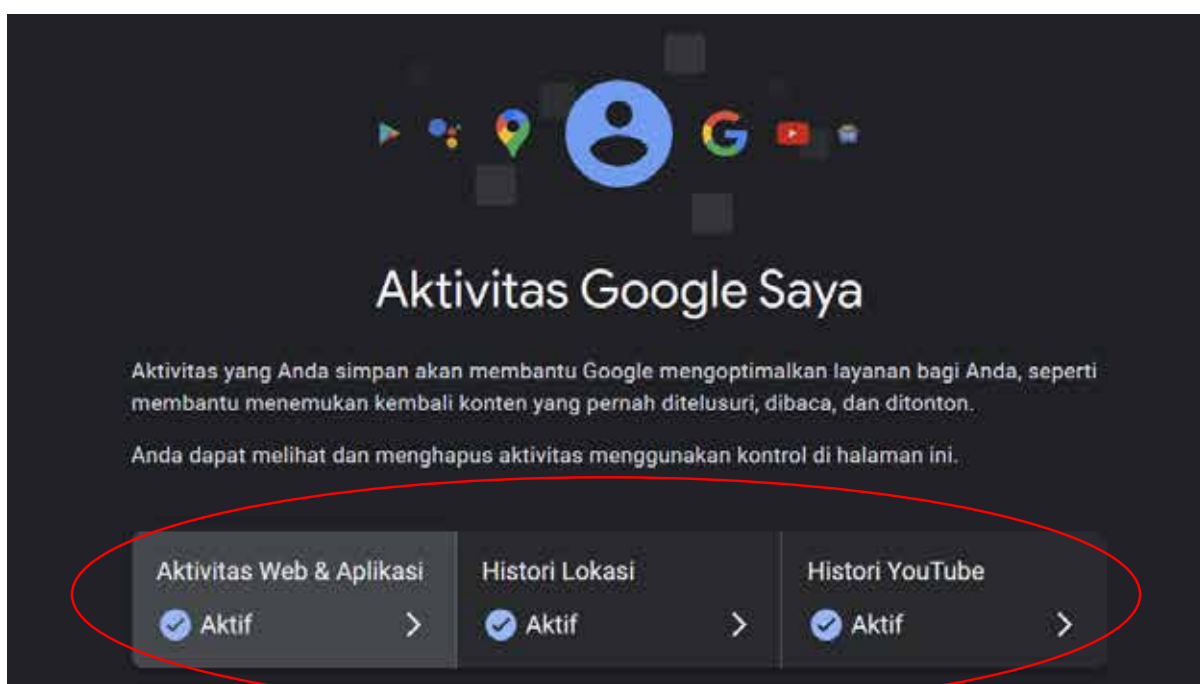 Aktivitas Google Saya
Aktivitas yang Anda simpan akan membantu Google mengoptimalkan layanan bagi Anda, seperti
membantu menemukan kembali konten yang pernah ditelusuri, dibaca, dan ditonton.
Anda dapat melihat dan menghapus aktivitas menggunakan kontrol di halaman ini.
Aktivitas Web & Aplikasi
Aktif
Histori Lokasi
Aktif
Histori YouTube
Aktif